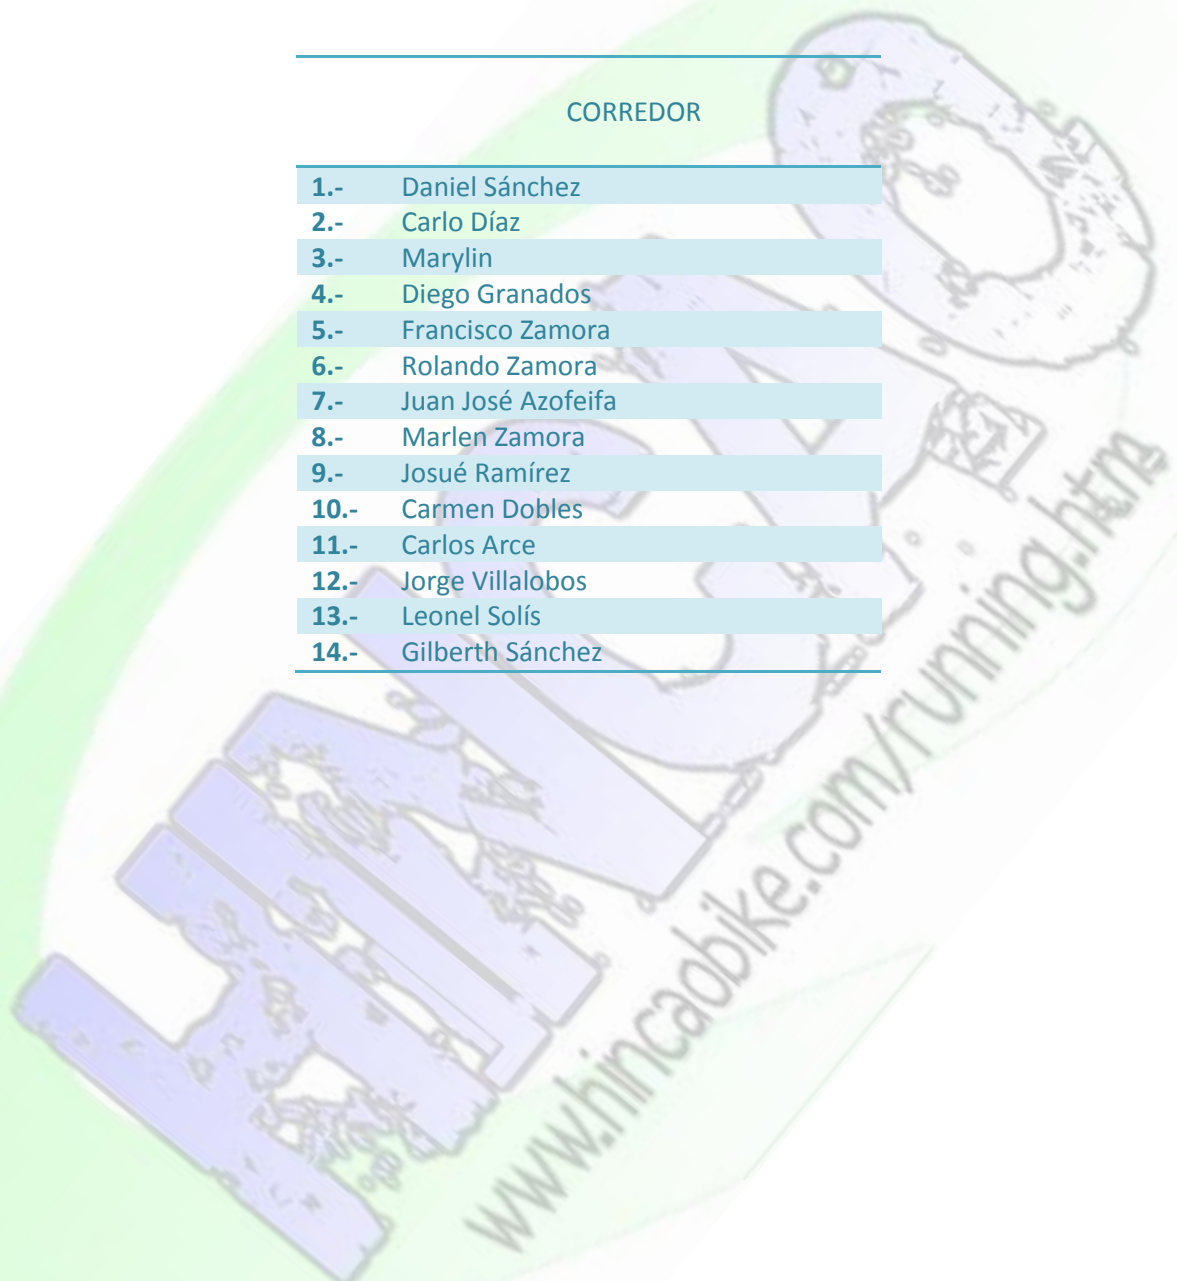 CORREDOR
1.- Daniel Sánchez
2.- Carlo Díaz
3.- Marylin
4.- Diego Granados
5.- Francisco Zamora
6.- Rolando Zamora
7.- Juan José Azofeifa
8.- Marlen Zamora
9.- Josué Ramírez
10.- Carmen Dobles
11.- Carlos Arce
12.- Jorge Villalobos
13.- Leonel Solís
14.- Gilberth Sánchez
HINCAO
www.hincaobike.com/running.htm